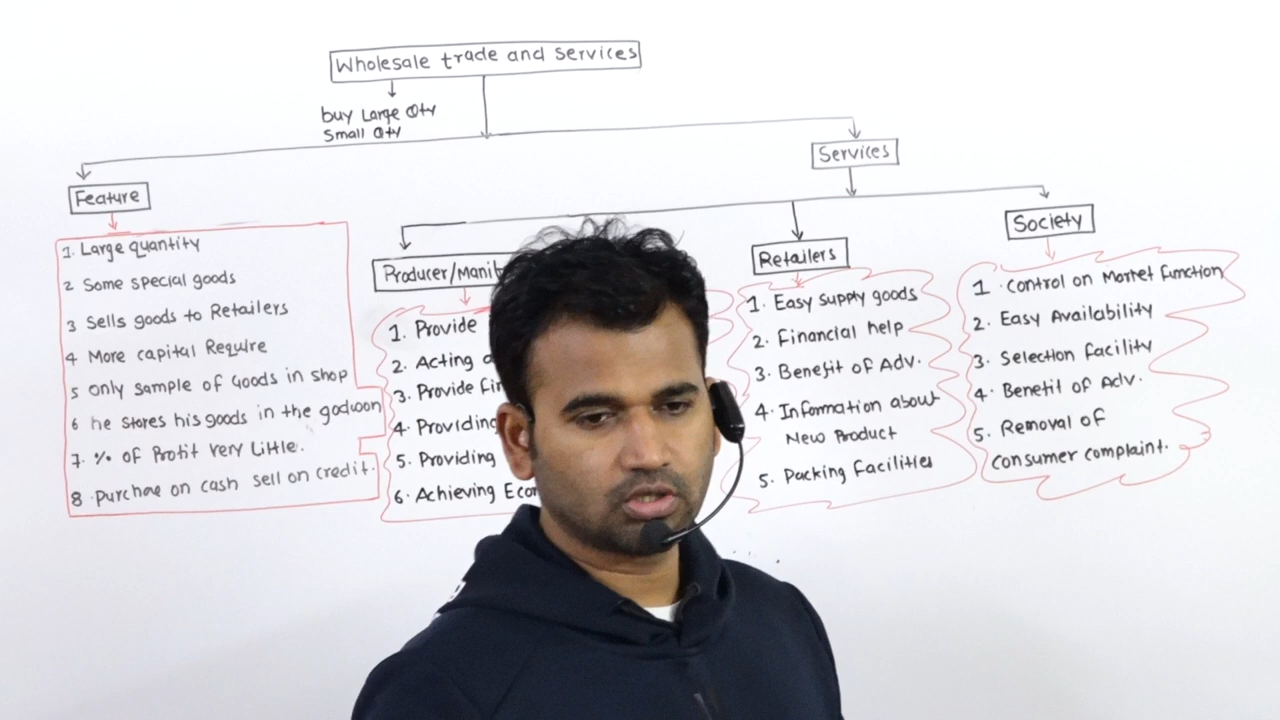 Wholesale trade and services
buy Large Qty
Small Qty
Feature
1. Large quantity
2 Some special goods
3 Sells goods to Retailers
4 More capital Require
5 only sample of Goods in shop
6 he stores his goods in the godwon
7. % of Profit very Little.
8. purchae on cash sell on credit.
Services
Producer/Manu
1. Provide
2. Acting
3. Provide
4. Providing
5. Providing
6. Achieving
Retailers
1. Easy supply goods
2. Financial help
3. Benefit of Adv.
4. Information about
New Product
5. Packing Facilities
Society
1. control on Market function
2. Easy Availability
3. Selection facility
4. Benefit of Adv.
5. Removal of
consumer complaint.